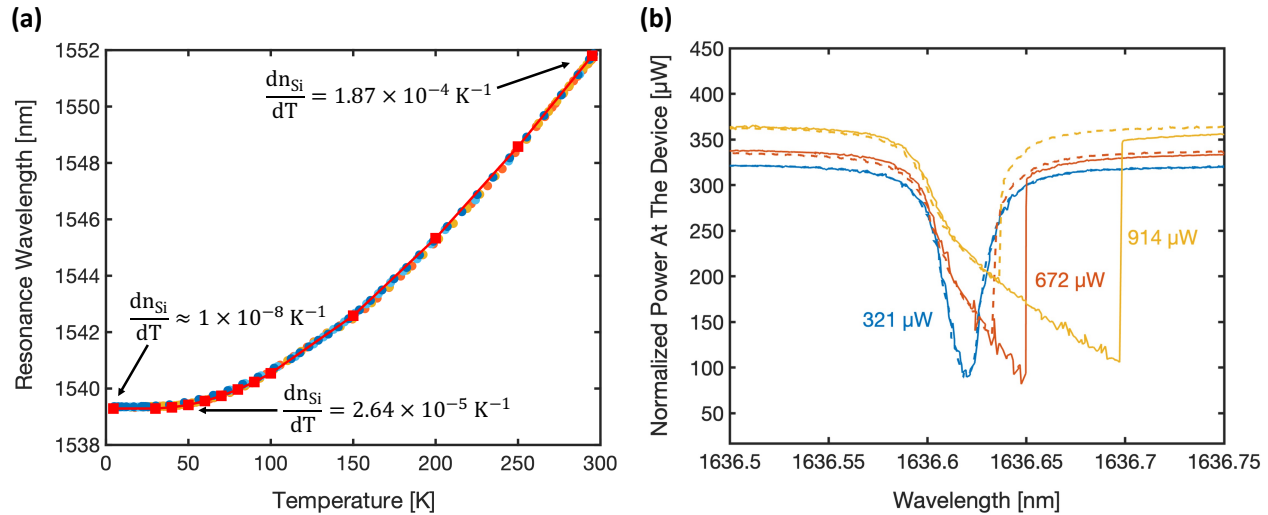 (a)
1552
1550
1548
1546
1544
1542
1540
1538
Resonance Wavelength [nm]
dn_Si/dT = 1.87 × 10⁻⁴ K⁻¹
dn_Si/dT ≈ 1 × 10⁻⁸ K⁻¹
dn_Si/dT = 2.64 × 10⁻⁵ K⁻¹
0 50 100 150 200 250 300
Temperature [K]
(b)
450
400
350
300
250
200
150
100
50
Normalized Power At The Device [µW]
914 µW
672 µW
321 µW
1636.5 1636.55 1636.6 1636.65 1636.7 1636.75
Wavelength [nm]